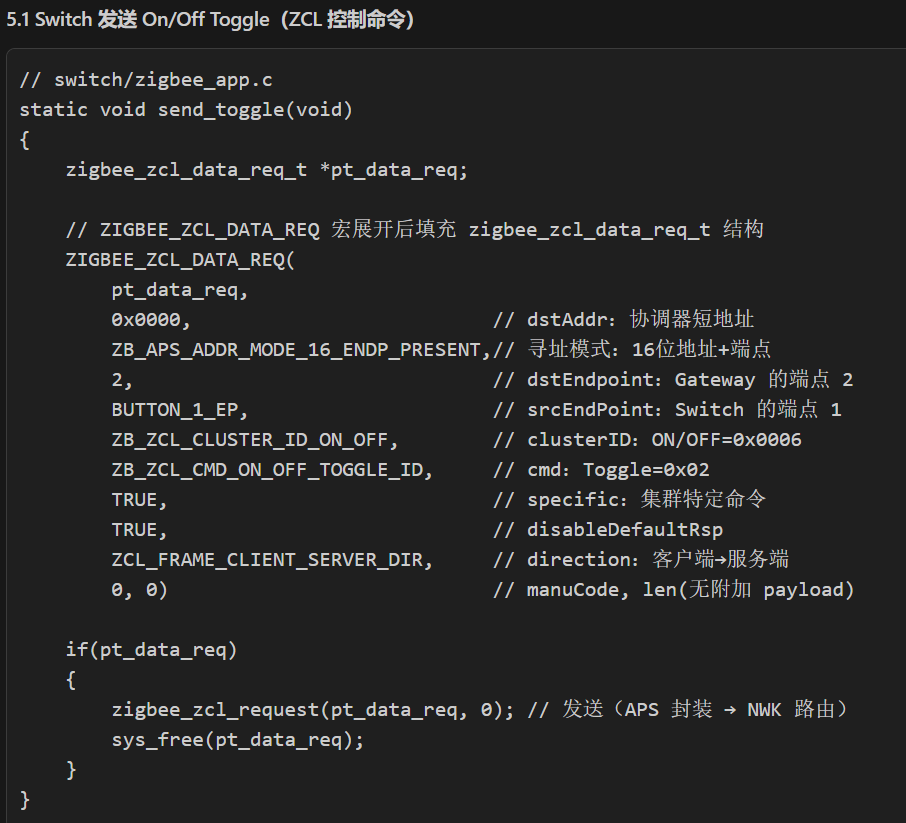 5.1 Switch 发送 On/Off Toggle（ZCL 控制命令）
// switch/zigbee_app.c
static void send_toggle(void)
{
    zigbee_zcl_data_req_t *pt_data_req;

    // ZIGBEE_ZCL_DATA_REQ 宏展开后填充 zigbee_zcl_data_req_t 结构
    ZIGBEE_ZCL_DATA_REQ(
        pt_data_req,
        0x0000,                          // dstAddr: 协调器短地址
        ZB_APS_ADDR_MODE_16_ENDP_PRESENT,// 寻址模式: 16位地址+端点
        2,                               // dstEndpoint: Gateway 的端点 2
        BUTTON_1_EP,                     // srcEndPoint: Switch 的端点 1
        ZB_ZCL_CLUSTER_ID_ON_OFF,        // clusterID: ON/OFF=0x0006
        ZB_ZCL_CMD_ON_OFF_TOGGLE_ID,     // cmd: Toggle=0x02
        TRUE,                            // specific: 集群特定命令
        TRUE,                            // disableDefaultRsp
        ZCL_FRAME_CLIENT_SERVER_DIR,     // direction: 客户端→服务端
        0, 0)                            // manuCode, len(无附加 payload)

    if(pt_data_req)
    {
        zigbee_zcl_request(pt_data_req, 0); // 发送（APS 封装 → NWK 路由）
        sys_free(pt_data_req);
    }
}